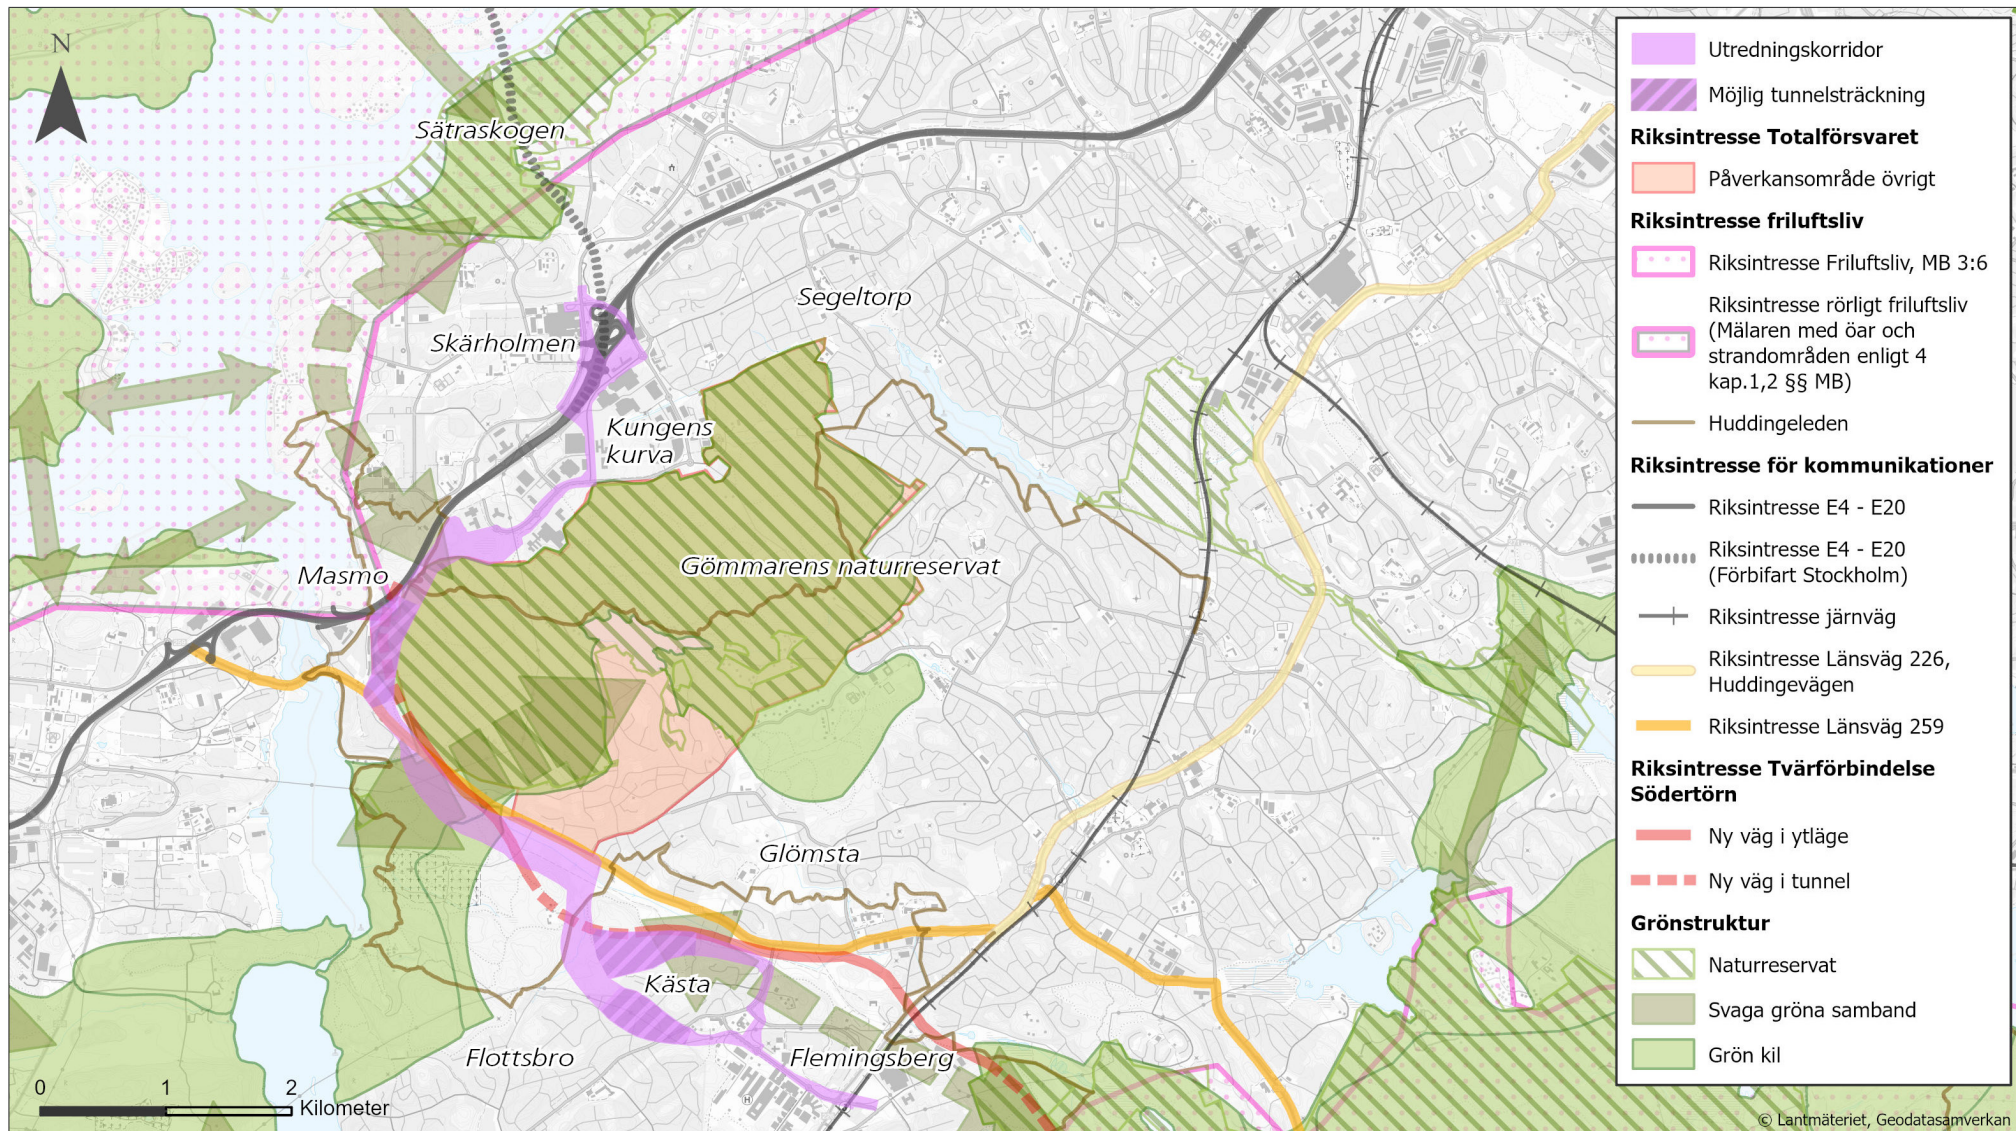 N
Sätraskogen
Segeltorp
Skärholmen
Kungens
kurva
Gömmarens naturreservat
Masmo
Glömsta
Kästa
Flottsbro
Flemingsberg
0 1 2
Kilometer
Utredningskorridor
Möjlig tunnelsträckning
Riksintresse Totalförsvaret
Påverkansområde övrigt
Riksintresse friluftsliv
Riksintresse Friluftsliv, MB 3:6
Riksintresse rörligt friluftsliv
(Mälaren med öar och
strandområden enligt 4
kap.1,2 §§ MB)
Huddingeleden
Riksintresse för kommunikationer
Riksintresse E4 - E20
Riksintresse E4 - E20
(Förbifart Stockholm)
Riksintresse järnväg
Riksintresse Länsväg 226,
Huddingevägen
Riksintresse Länsväg 259
Riksintresse Tvärförbindelse
Södertörn
Ny väg i ytläge
Ny väg i tunnel
Grönstruktur
Naturreservat
Svaga gröna samband
Grön kil
© Lantmäteriet, Geodatasamverkan